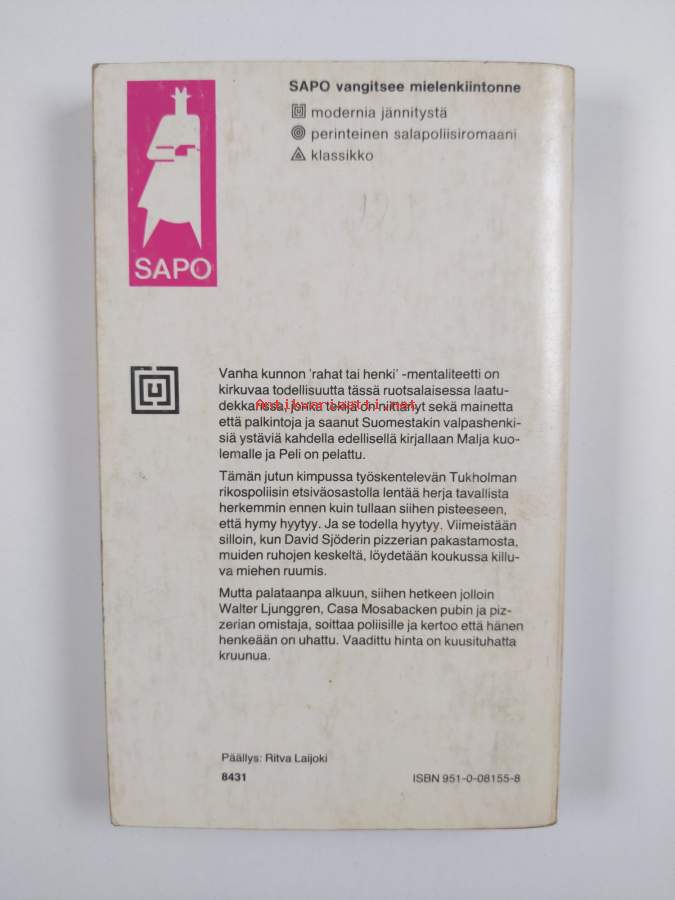 SAPO vangitsee mielenkiintonne
modernia jännitystä
perinteinen salapoliisiromaani
klassikko
SAPO
Vanha kunnon 'rahat tai henki' -mentaliteetti on
kirkuvaa todellisuutta tässä ruotsalaisessa laatu-
dekkarissa, jonka tekijä on niittänyt sekä mainetta
Antikvariaatti.net
että palkintoja ja saanut Suomestakin valpashenki-
siä ystäviä kahdella edellisellä kirjallaan Malja kuo-
lemalle ja Peli on pelattu.
Tämän jutun kimpussa työskentelevän Tukholman
rikospoliisin etsiväosastolla lentää herja tavallista
herkemmin ennen kuin tullaan siihen pisteeseen,
että hymy hyytyy. Ja se todella hyytyy. Viimeistään
silloin, kun David Sjöderin pizzerian pakastamosta,
muiden ruhojen keskeltä, löydetään koukussa killu-
va miehen ruumis.
Mutta palataanpa alkuun, siihen hetkeen jolloin
Walter Ljunggren, Casa Mosabacken pubin ja piz-
zerian omistaja, soittaa poliisille ja kertoo että hänen
henkeään on uhattu. Vaadittu hinta on kuusituhatta
kruunua.
Päällys: Ritva Laijoki
8431
ISBN 951-0-08155-8